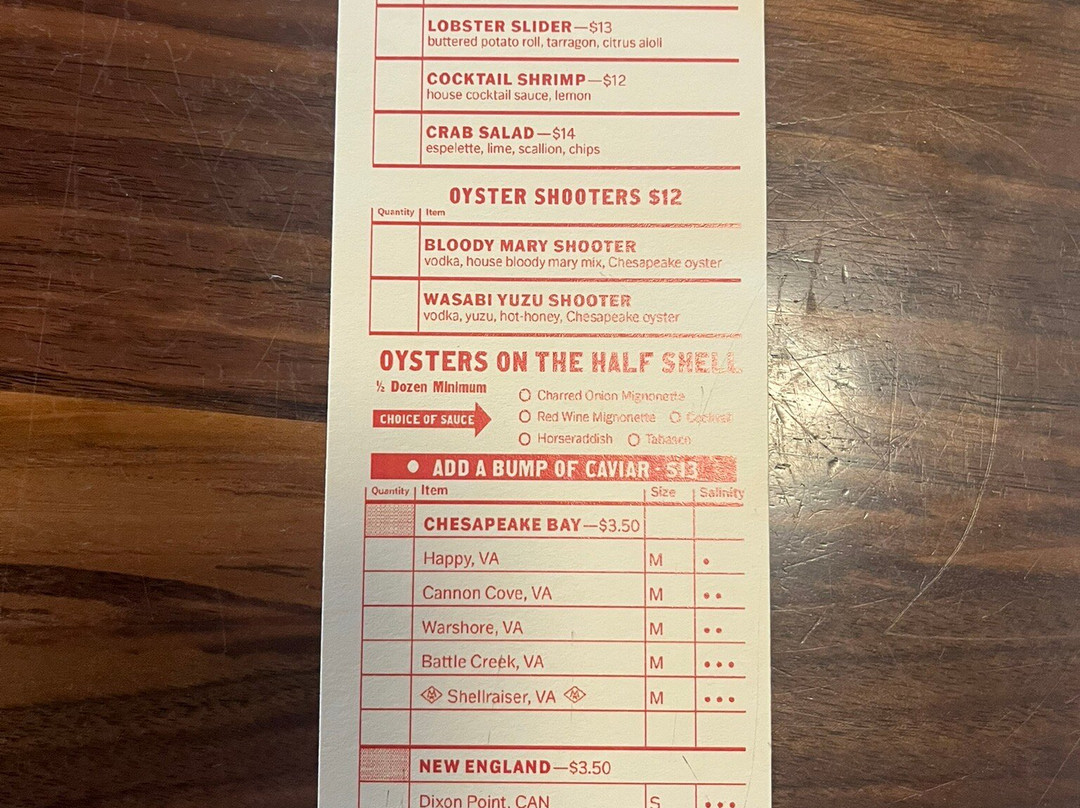 LOBSTER SLIDER—$13
buttered potato roll, tarragon, citrus aioli
COCKTAIL SHRIMP—$12
house cocktail sauce, lemon
CRAB SALAD—$14
espelette, lime, scallion, chips
OYSTER SHOOTERS $12
Quantity Item
BLOODY MARY SHOOTER
vodka, house bloody mary mix, Chesapeake oyster
WASABI YUZU SHOOTER
vodka, yuzu, hot-honey, Chesapeake oyster
OYSTERS ON THE HALF SHELL
½ Dozen Minimum
CHOICE OF SAUCE
Charred Onion Mignonette
Red Wine Mignonette Cocktail
Horseraddish Tabasco
ADD A BUMP OF CAVIAR - $13
Quantity Item Size Salinity
CHESAPEAKE BAY—$3.50
Happy, VA M •
Cannon Cove, VA M ••
Warshore, VA M ••
Battle Creek, VA M •••
Shellraiser, VA M •••
NEW ENGLAND—$3.50
Dixon Point, CAN S •••